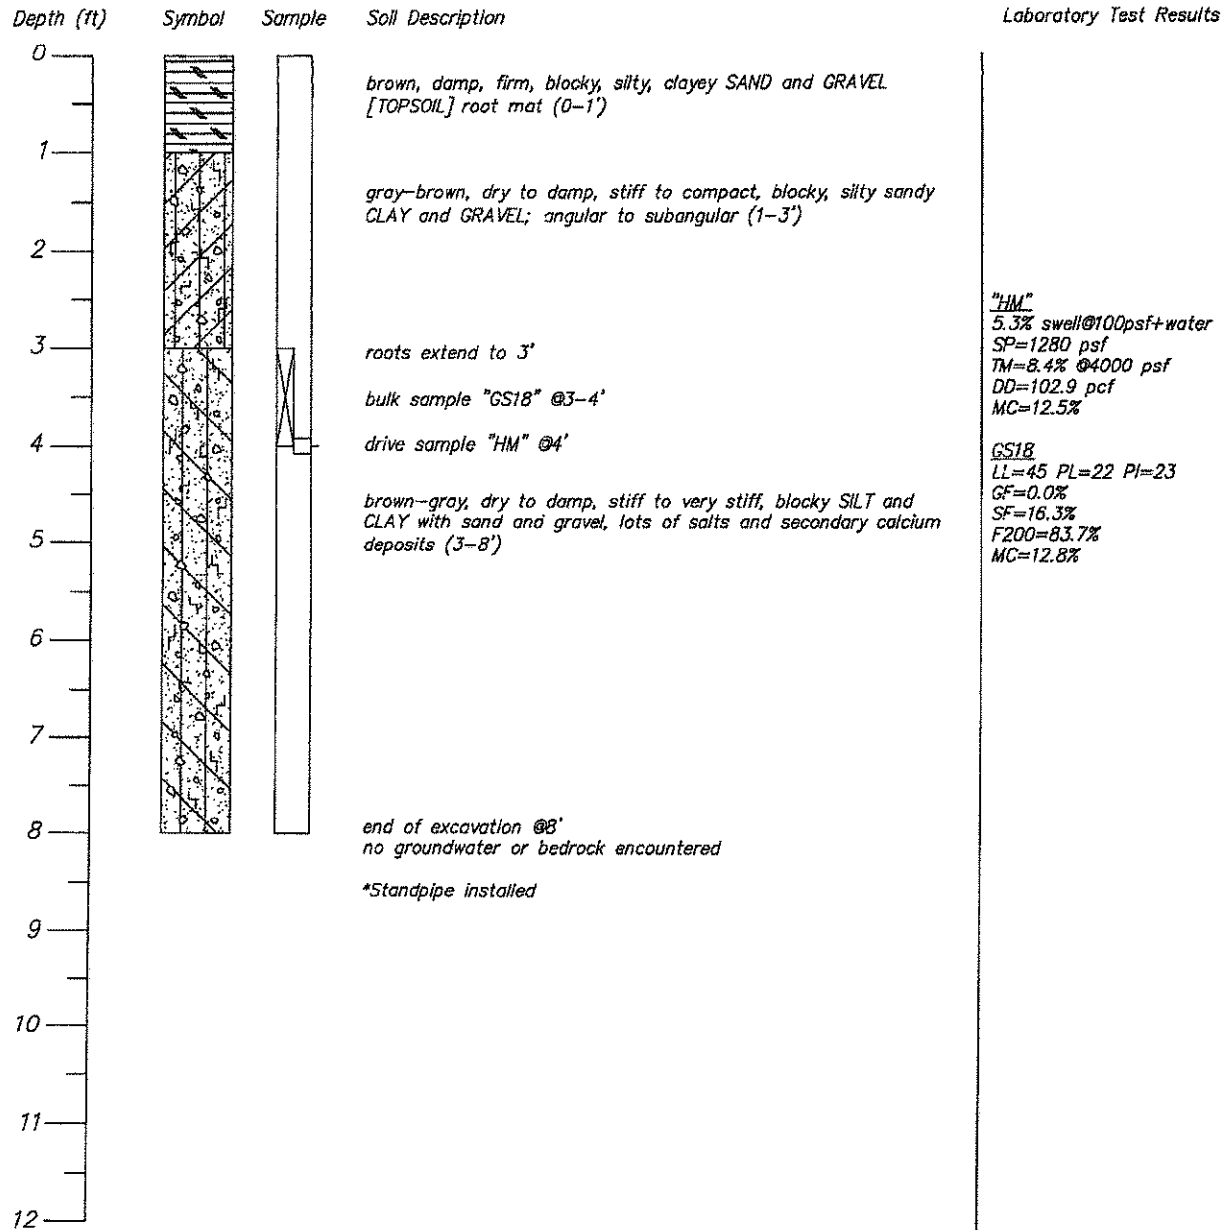 Depth (ft) Symbol Sample Soil Description Laboratory Test Results
0
brown, damp, firm, blocky, silty, clayey SAND and GRAVEL
[TOPSOIL] root mat (0-1')
1
gray-brown, dry to damp, stiff to compact, blocky, silty sandy
CLAY and GRAVEL; angular to subangular (1-3')
2
3
roots extend to 3'
bulk sample "GS18" @3-4'
4
drive sample "HM" @4'
brown-gray, dry to damp, stiff to very stiff, blocky SILT and
CLAY with sand and gravel, lots of salts and secondary calcium
deposits (3-8')
5
6
7
8
end of excavation @8'
no groundwater or bedrock encountered
*Standpipe installed
9
10
11
12
"HM"
5.3% swell@100psf+water
SP=1280 psf
TM=8.4% @4000 psf
DD=102.9 pcf
MC=12.5%
GS18
LL=45 PL=22 PI=23
GF=0.0%
SF=16.3%
F200=83.7%
MC=12.8%